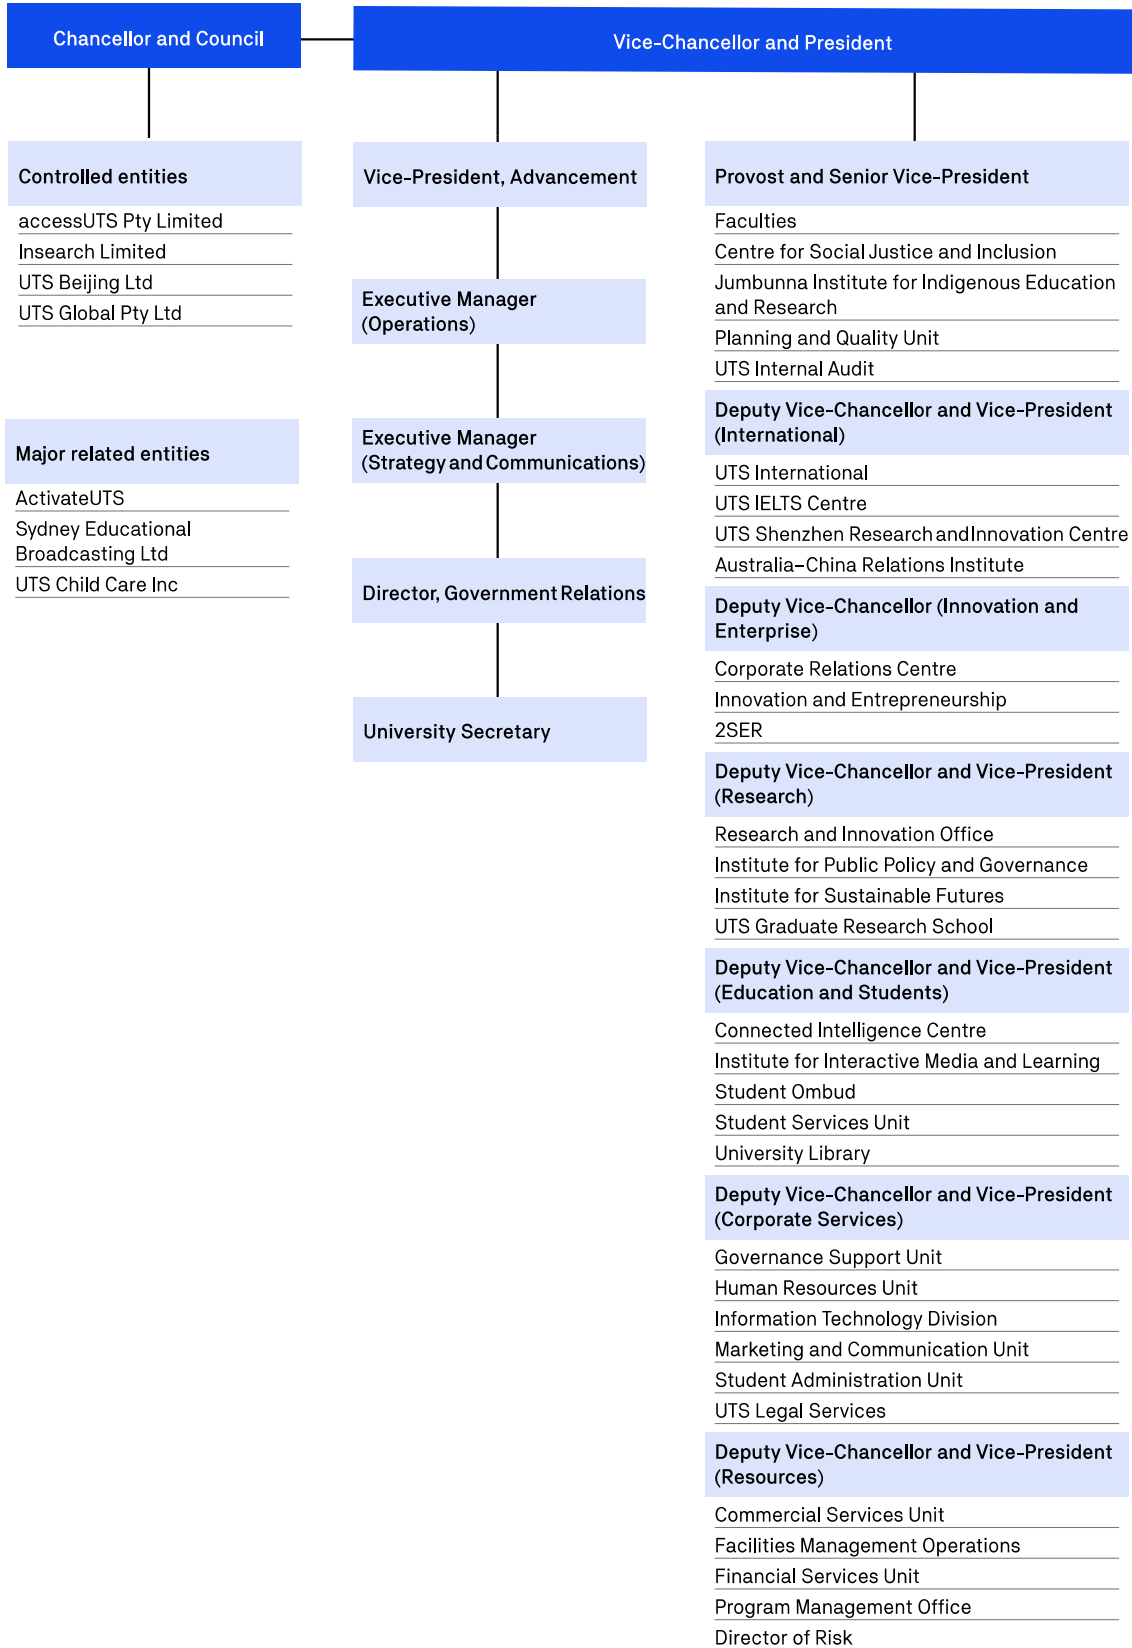 Chancellor and Council
Vice-Chancellor and President
Controlled entities
accessUTS Pty Limited
Insearch Limited
UTS Beijing Ltd
UTS Global Pty Ltd
Major related entities
ActivateUTS
Sydney Educational
Broadcasting Ltd
UTS Child Care Inc
Vice-President, Advancement
Executive Manager
(Operations)
Executive Manager
(Strategy and Communications)
Director, Government Relations
University Secretary
Provost and Senior Vice-President
Faculties
Centre for Social Justice and Inclusion
Jumbunna Institute for Indigenous Education
and Research
Planning and Quality Unit
UTS Internal Audit
Deputy Vice-Chancellor and Vice-President
(International)
UTS International
UTS IELTS Centre
UTS Shenzhen Research and Innovation Centre
Australia–China Relations Institute
Deputy Vice-Chancellor (Innovation and
Enterprise)
Corporate Relations Centre
Innovation and Entrepreneurship
2SER
Deputy Vice-Chancellor and Vice-President
(Research)
Research and Innovation Office
Institute for Public Policy and Governance
Institute for Sustainable Futures
UTS Graduate Research School
Deputy Vice-Chancellor and Vice-President
(Education and Students)
Connected Intelligence Centre
Institute for Interactive Media and Learning
Student Ombud
Student Services Unit
University Library
Deputy Vice-Chancellor and Vice-President
(Corporate Services)
Governance Support Unit
Human Resources Unit
Information Technology Division
Marketing and Communication Unit
Student Administration Unit
UTS Legal Services
Deputy Vice-Chancellor and Vice-President
(Resources)
Commercial Services Unit
Facilities Management Operations
Financial Services Unit
Program Management Office
Director of Risk